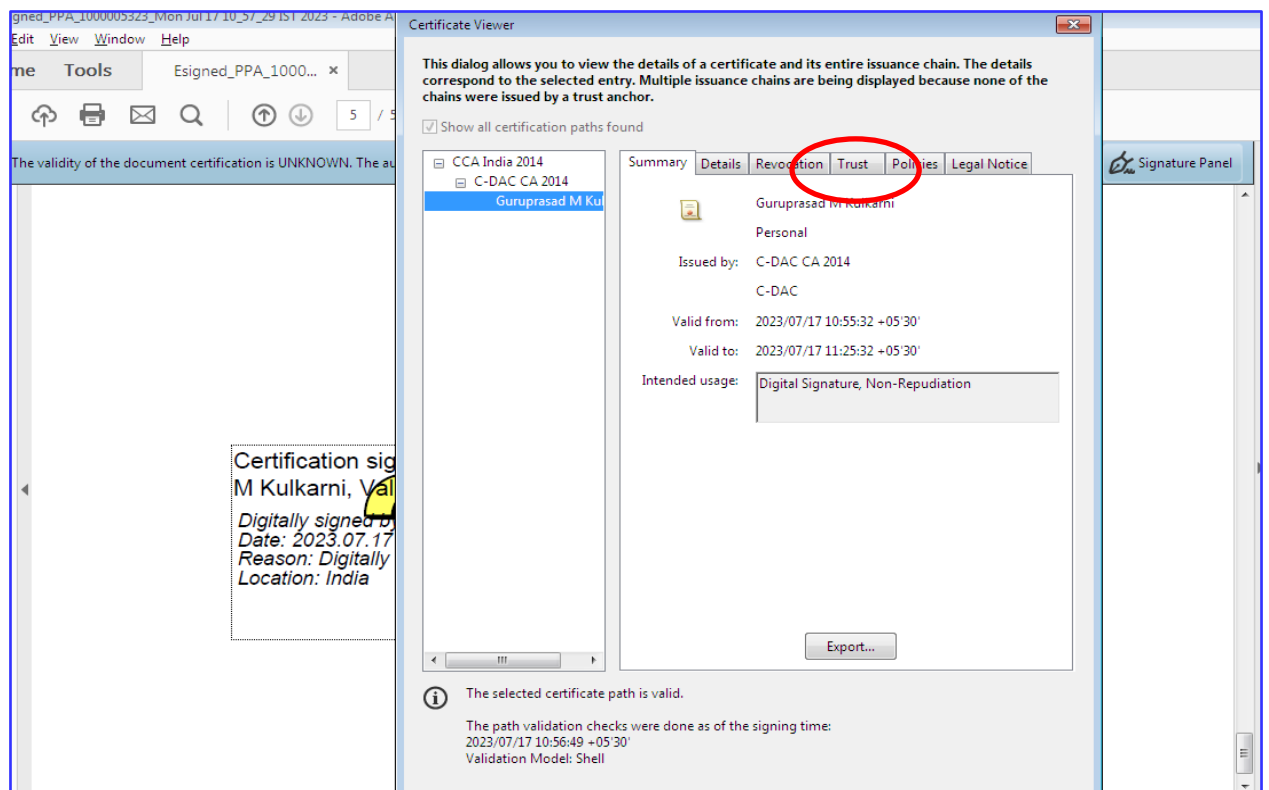 gned_PPA_1000005323_Mon Jul 17 10_57_29 IST 2023 - Adobe A
Edit View Window Help
me Tools Esigned_PPA_1000... ×
5 / 5
The validity of the document certification is UNKNOWN. The au
Signature Panel
Certification sig
M Kulkarni, Val
Digitally signed by
Date: 2023.07.17
Reason: Digitally
Location: India
Certificate Viewer
This dialog allows you to view the details of a certificate and its entire issuance chain. The details
correspond to the selected entry. Multiple issuance chains are being displayed because none of the
chains were issued by a trust anchor.
Show all certification paths found
CCA India 2014
C-DAC CA 2014
Guruprasad M Kul
Summary Details Revocation Trust Policies Legal Notice
Guruprasad M Kulkarni
Personal
Issued by: C-DAC CA 2014
C-DAC
Valid from: 2023/07/17 10:55:32 +05'30'
Valid to: 2023/07/17 11:25:32 +05'30'
Intended usage: Digital Signature, Non-Repudiation
Export...
The selected certificate path is valid.
The path validation checks were done as of the signing time:
2023/07/17 10:56:49 +05'30'
Validation Model: Shell